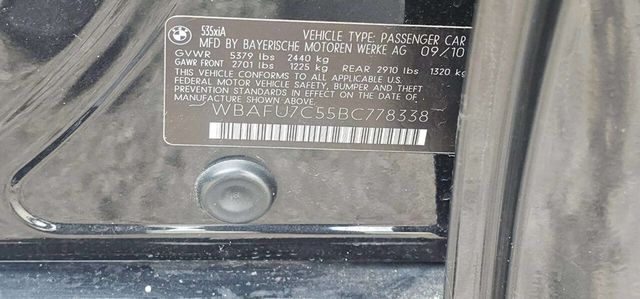 535xiA
VEHICLE TYPE: PASSENGER CAR
MFD BY BAYERISCHE MOTOREN WERKE AG 09/10
GVWR 5379 lbs 2440 kg
GAWR FRONT 2701 lbs 1225 kg REAR 2910 lbs 1320 kg
THIS VEHICLE CONFORMS TO ALL APPLICABLE
FEDERAL MOTOR VEHICLE SAFETY, BUMPER AND THEFT
PREVENTION STANDARDS IN EFFECT ON THE DATE OF
MANUFACTURE SHOWN ABOVE.
WBAFU7C55BC778338